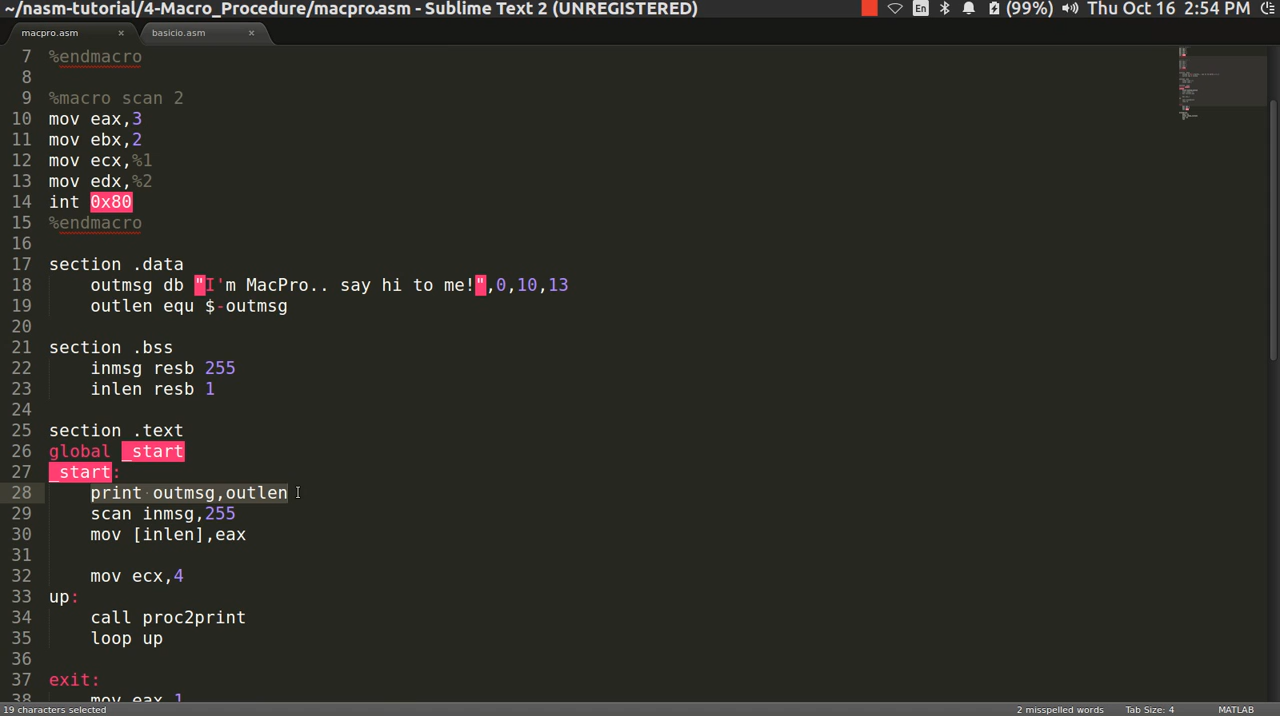 ~/nasm-tutorial/4-Macro_Procedure/macpro.asm - Sublime Text 2 (UNREGISTERED) En (99%) Thu Oct 16 2:54 PM
macpro.asm × basicio.asm ×
7 %endmacro
8
9 %macro scan 2
10 mov eax,3
11 mov ebx,2
12 mov ecx,%1
13 mov edx,%2
14 int 0x80
15 %endmacro
16
17 section .data
18 outmsg db "I'm MacPro.. say hi to me!",0,10,13
19 outlen equ $-outmsg
20
21 section .bss
22 inmsg resb 255
23 inlen resb 1
24
25 section .text
26 global _start
27 _start:
28 print outmsg,outlen
29 scan inmsg,255
30 mov [inlen],eax
31
32 mov ecx,4
33 up:
34 call proc2print
35 loop up
36
37 exit:
38 mov eax,1
19 characters selected 2 misspelled words Tab Size: 4 MATLAB